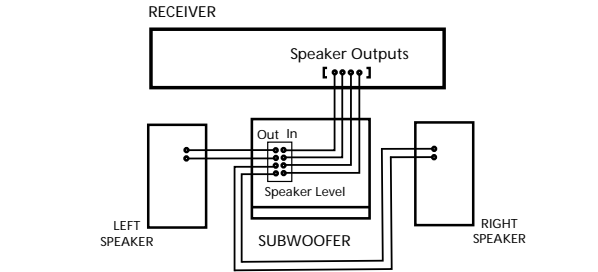 RECEIVER
Speaker Outputs
Out In
Speaker Level
LEFT
SPEAKER
SUBWOOFER
RIGHT
SPEAKER